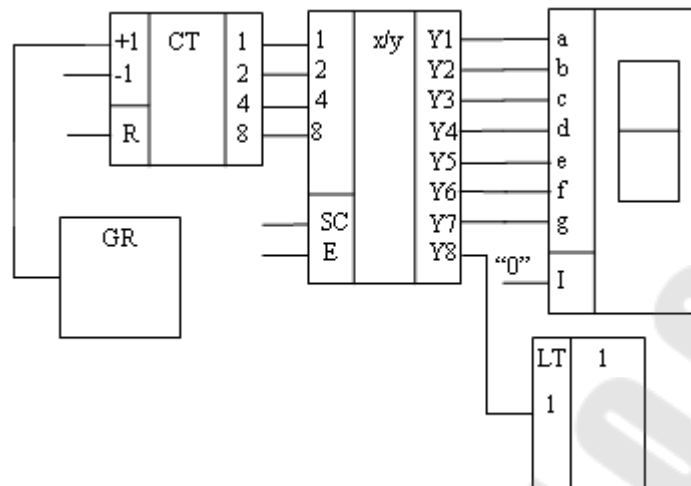 +1 CT 1
-1 2
4
R 8
GR
1 x/y Y1
2 Y2
4 Y3
8 Y4
Y5
Y6
SC Y7
E Y8
a
b
c
d
e
f
g
“0” I
LT 1
1